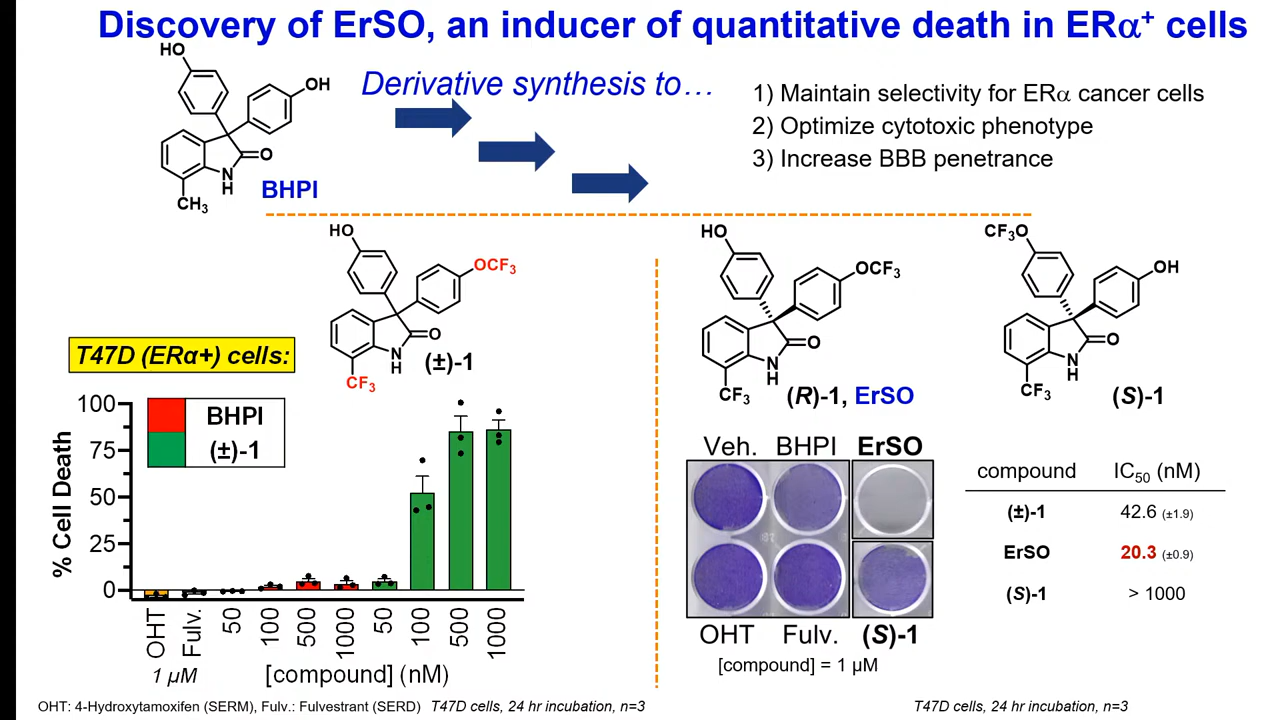 Discovery of ErSO, an inducer of quantitative death in ERα⁺ cells
HO
OH
O
N
H
CH₃
BHPI
Derivative synthesis to…
1) Maintain selectivity for ERα cancer cells
2) Optimize cytotoxic phenotype
3) Increase BBB penetrance
HO
OCF₃
O
N
H
CF₃
(±)-1
T47D (ERα+) cells:
BHPI
(±)-1
% Cell Death
100
75
50
25
0
OHT
Fulv.
50
100
500
1000
50
100
500
1000
1 µM
[compound] (nM)
OHT: 4-Hydroxytamoxifen (SERM), Fulv.: Fulvestrant (SERD) T47D cells, 24 hr incubation, n=3
HO
OCF₃
O
N
H
CF₃
(R)-1, ErSO
CF₃O
OH
O
N
H
CF₃
(S)-1
Veh. BHPI ErSO
OHT Fulv. (S)-1
[compound] = 1 µM
compound IC₅₀ (nM)
(±)-1 42.6 (±1.9)
ErSO 20.3 (±0.9)
(S)-1 > 1000
T47D cells, 24 hr incubation, n=3